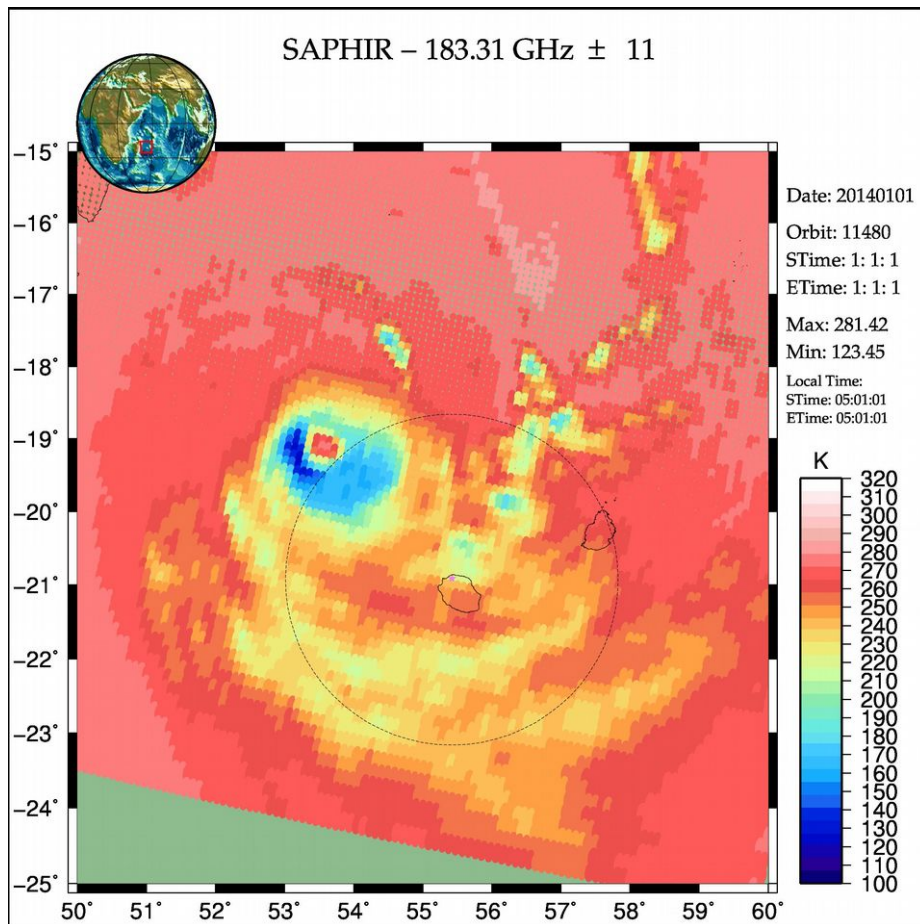 SAPHIR – 183.31 GHz ± 11
Date: 20140101
Orbit: 11480
STime: 1: 1: 1
ETime: 1: 1: 1
Max: 281.42
Min: 123.45
Local Time:
STime: 05:01:01
ETime: 05:01:01
K
320
310
300
290
280
270
260
250
240
230
220
210
200
190
180
170
160
150
140
130
120
110
100
−15˚
−16˚
−17˚
−18˚
−19˚
−20˚
−21˚
−22˚
−23˚
−24˚
−25˚
50˚ 51˚ 52˚ 53˚ 54˚ 55˚ 56˚ 57˚ 58˚ 59˚ 60˚